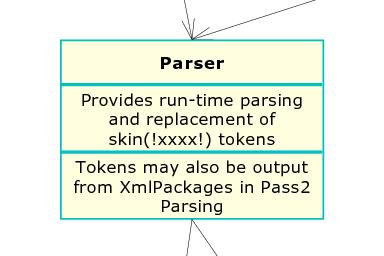 Parser
Provides run-time parsing
and replacement of
skin(!xxxx!) tokens
Tokens may also be output
from XmlPackages in Pass2
Parsing